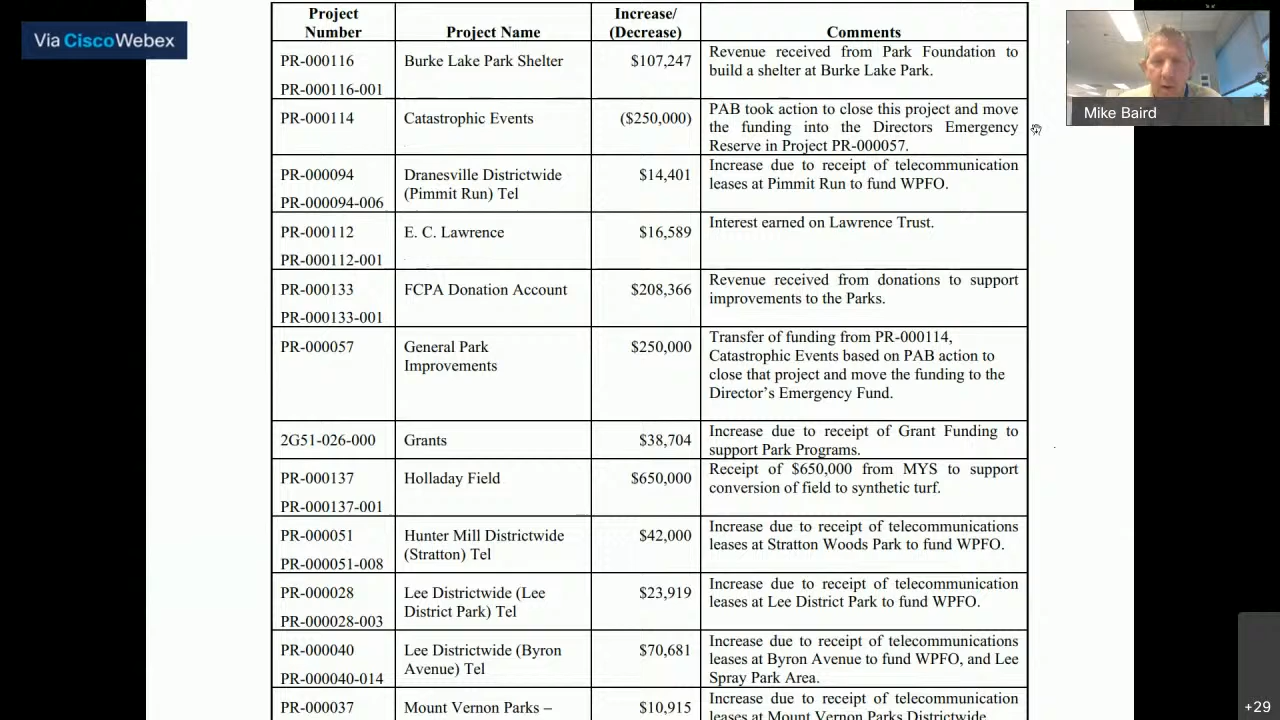 Via CiscoWebex
Project
Number
Project Name
Increase/
(Decrease)
Comments
PR-000116
PR-000116-001
Burke Lake Park Shelter
$107,247
Revenue received from Park Foundation to
build a shelter at Burke Lake Park.
PR-000114
Catastrophic Events
($250,000)
PAB took action to close this project and move
the funding into the Directors Emergency
Reserve in Project PR-000057.
PR-000094
PR-000094-006
Dranesville Districtwide
(Pimmit Run) Tel
$14,401
Increase due to receipt of telecommunication
leases at Pimmit Run to fund WPFO.
PR-000112
PR-000112-001
E. C. Lawrence
$16,589
Interest earned on Lawrence Trust.
PR-000133
PR-000133-001
FCPA Donation Account
$208,366
Revenue received from donations to support
improvements to the Parks.
PR-000057
General Park
Improvements
$250,000
Transfer of funding from PR-000114,
Catastrophic Events based on PAB action to
close that project and move the funding to the
Director’s Emergency Fund.
2G51-026-000
Grants
$38,704
Increase due to receipt of Grant Funding to
support Park Programs.
PR-000137
PR-000137-001
Holladay Field
$650,000
Receipt of $650,000 from MYS to support
conversion of field to synthetic turf.
PR-000051
PR-000051-008
Hunter Mill Districtwide
(Stratton) Tel
$42,000
Increase due to receipt of telecommunications
leases at Stratton Woods Park to fund WPFO.
PR-000028
PR-000028-003
Lee Districtwide (Lee
District Park) Tel
$23,919
Increase due to receipt of telecommunication
leases at Lee District Park to fund WPFO.
PR-000040
PR-000040-014
Lee Districtwide (Byron
Avenue) Tel
$70,681
Increase due to receipt of telecommunications
leases at Byron Avenue to fund WPFO, and Lee
Spray Park Area.
PR-000037
Mount Vernon Parks –
$10,915
Increase due to receipt of telecommunication
leases at Mount Vernon Parks Districtwide
Mike Baird
+29